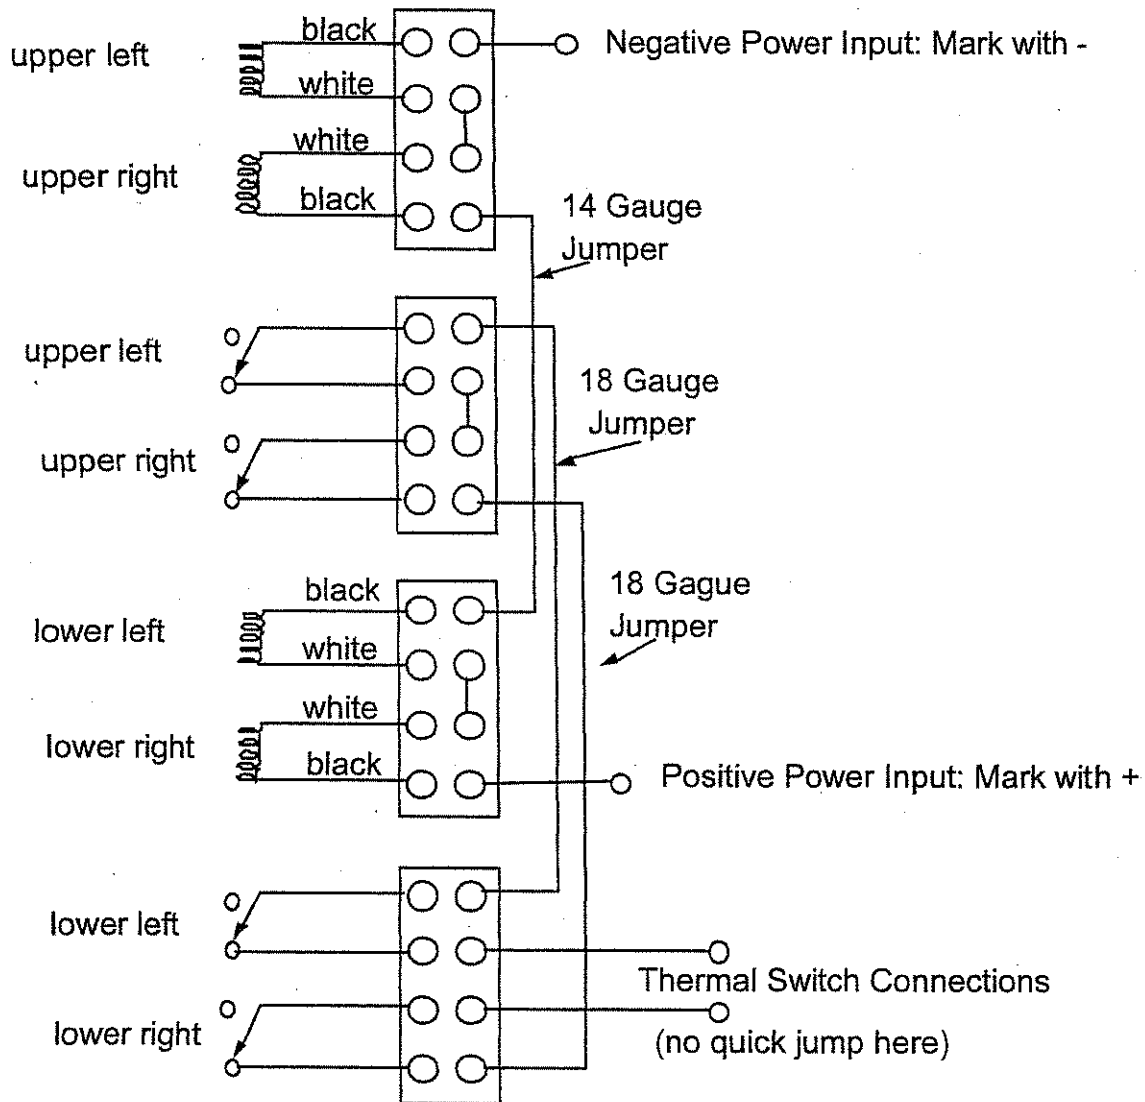 black
Negative Power Input: Mark with -
upper left
white
white
upper right
black
14 Gauge
Jumper
upper left
18 Gauge
Jumper
upper right
black
18 Gague
Jumper
lower left
white
white
lower right
black
Positive Power Input: Mark with +
lower left
Thermal Switch Connections
lower right
(no quick jump here)